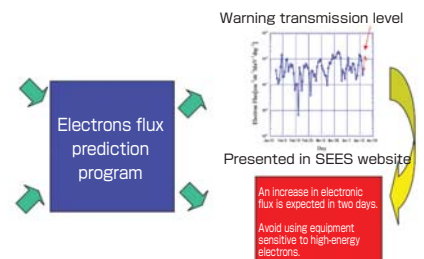 Warning transmission level
Electrons flux
prediction
program
Day
Presented in SEES website
An increase in electronic
flux is expected in two days.
Avoid using equipment
sensitive to high-energy
electrons.